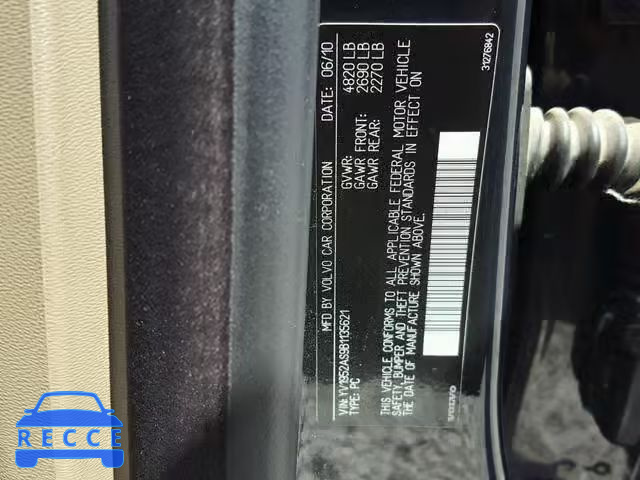 MFD BY VOLVO CAR CORPORATION DATE: 06/10
GVWR: 4820 LB
GAWR FRONT: 2690 LB
GAWR REAR: 2270 LB
VIN: YV1952AS9B1135621
TYPE: PC
THIS VEHICLE CONFORMS TO ALL APPLICABLE FEDERAL MOTOR VEHICLE
SAFETY, BUMPER AND THEFT PREVENTION STANDARDS IN EFFECT ON
THE DATE OF MANUFACTURE SHOWN ABOVE.
VOLVO
31276842
RECCE